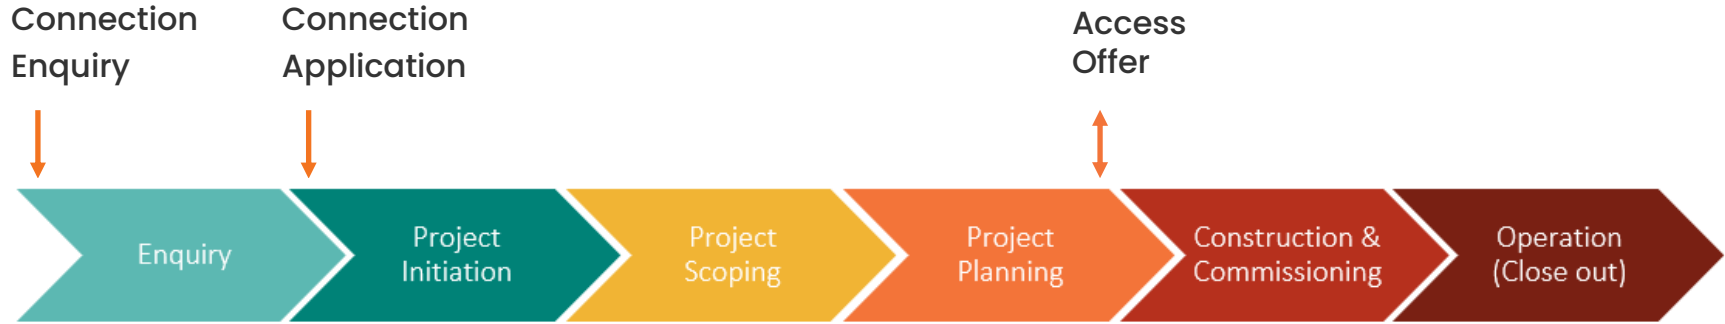 Connection
Enquiry
Connection
Application
Access
Offer
Enquiry
Project
Initiation
Project
Scoping
Project
Planning
Construction &
Commissioning
Operation
(Close out)